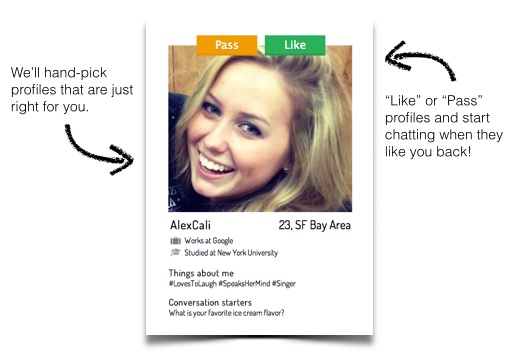 Pass
Like
We’ll hand-pick
profiles that are just
right for you.
“Like” or “Pass”
profiles and start
chatting when they
like you back!
AlexCali
23, SF Bay Area
Works at Google
Studied at New York University
Things about me
#LovesToLaugh #SpeaksHerMind #Singer
Conversation starters
What is your favorite ice cream flavor?